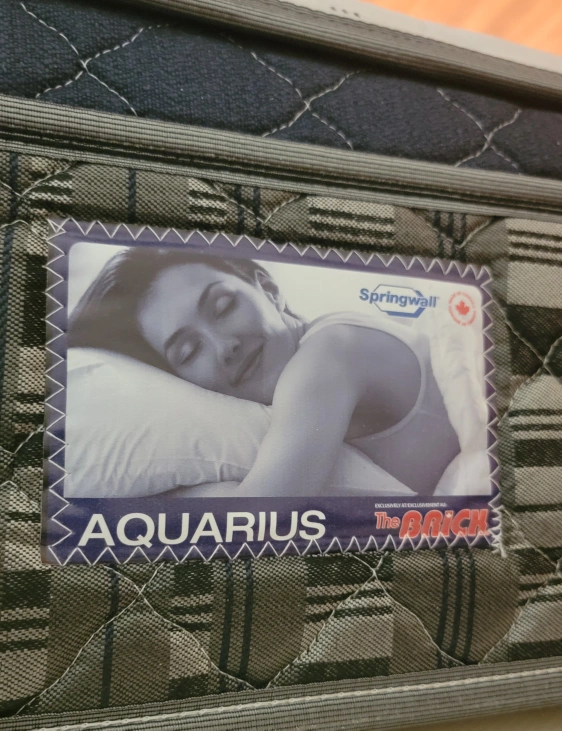 Springwall
EXCLUSIVELY AT/EXCLUSIVEMENT AU
The BRICK
AQUARIUS